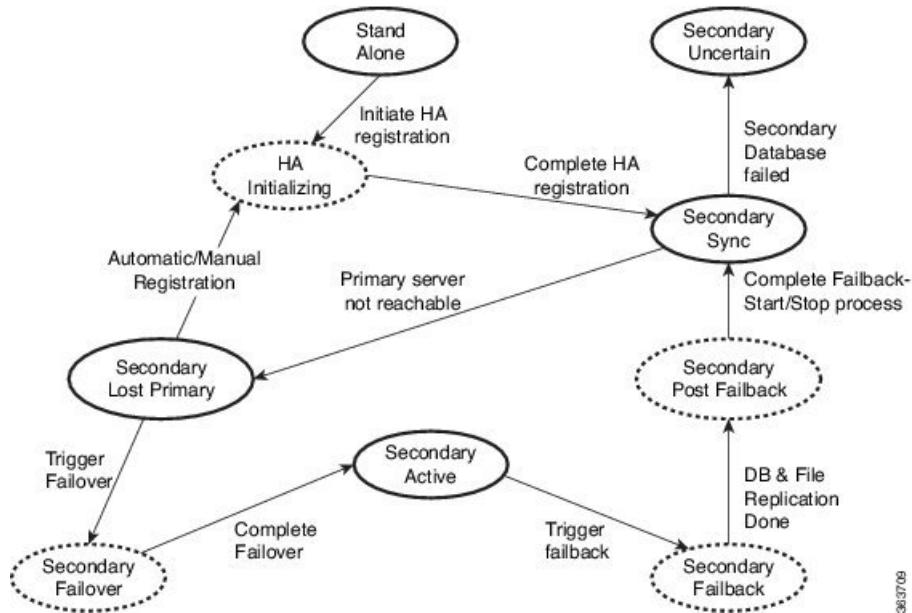 Stand
Alone
Secondary
Uncertain
Initiate HA
registration
Secondary
Database
failed
HA
Initializing
Complete HA
registration
Secondary
Sync
Automatic/Manual
Registration
Primary server
not reachable
Complete Failback-
Start/Stop process
Secondary
Lost Primary
Secondary
Post Failback
Trigger
Failover
Secondary
Active
DB & File
Replication
Done
Complete
Failover
Trigger
failback
Secondary
Failover
Secondary
Failback
363709